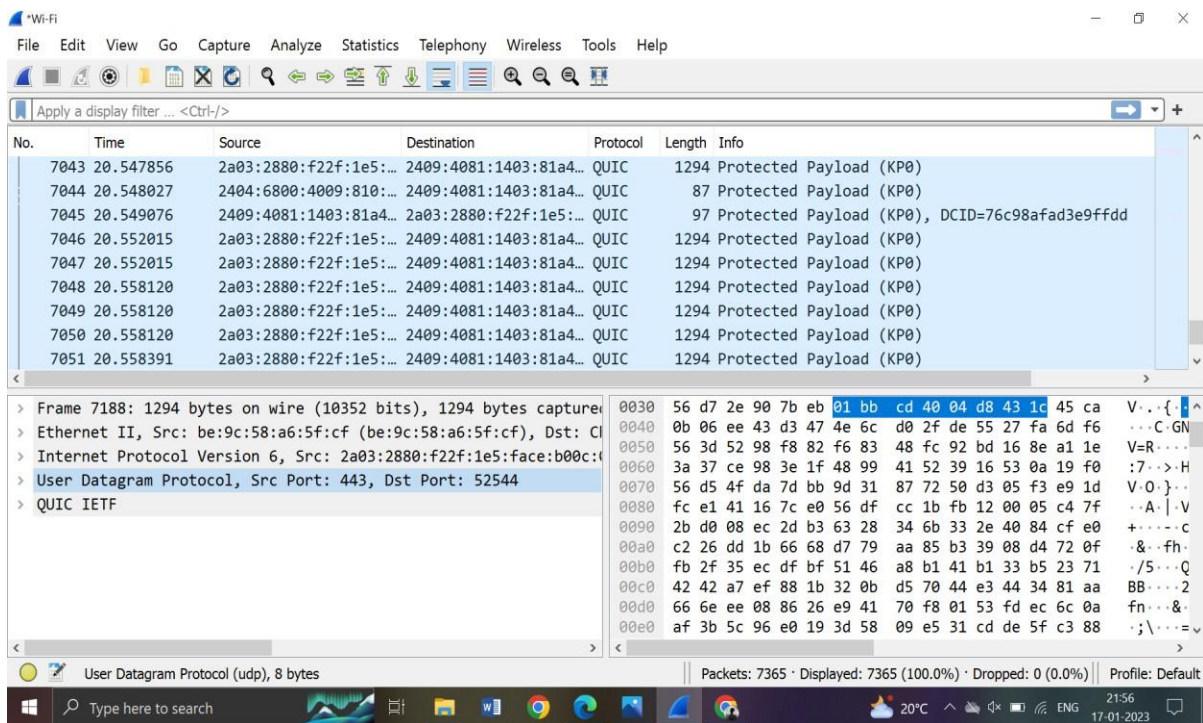 *Wi-Fi
File Edit View Go Capture Analyze Statistics Telephony Wireless Tools Help
Apply a display filter ... <Ctrl-/>
No. Time Source Destination Protocol Length Info
7043 20.547856 2a03:2880:f22f:1e5:… 2409:4081:1403:81a4… QUIC 1294 Protected Payload (KP0)
7044 20.548027 2404:6800:4009:810:… 2409:4081:1403:81a4… QUIC 87 Protected Payload (KP0)
7045 20.549076 2409:4081:1403:81a4… 2a03:2880:f22f:1e5:… QUIC 97 Protected Payload (KP0), DCID=76c98afad3e9ffdd
7046 20.552015 2a03:2880:f22f:1e5:… 2409:4081:1403:81a4… QUIC 1294 Protected Payload (KP0)
7047 20.552015 2a03:2880:f22f:1e5:… 2409:4081:1403:81a4… QUIC 1294 Protected Payload (KP0)
7048 20.558120 2a03:2880:f22f:1e5:… 2409:4081:1403:81a4… QUIC 1294 Protected Payload (KP0)
7049 20.558120 2a03:2880:f22f:1e5:… 2409:4081:1403:81a4… QUIC 1294 Protected Payload (KP0)
7050 20.558120 2a03:2880:f22f:1e5:… 2409:4081:1403:81a4… QUIC 1294 Protected Payload (KP0)
7051 20.558391 2a03:2880:f22f:1e5:… 2409:4081:1403:81a4… QUIC 1294 Protected Payload (KP0)
Frame 7188: 1294 bytes on wire (10352 bits), 1294 bytes capture
Ethernet II, Src: be:9c:58:a6:5f:cf (be:9c:58:a6:5f:cf), Dst:
Internet Protocol Version 6, Src: 2a03:2880:f22f:1e5:face:b00c:
User Datagram Protocol, Src Port: 443, Dst Port: 52544
QUIC IETF
0030 56 d7 2e 90 7b eb 01 bb cd 40 04 d8 43 1c 45 ca V·.·{·
0040 0b 06 ee 43 d3 47 4e 6c d0 2f de 55 27 fa 6d f6 ···C·GN
0050 56 3d 52 98 f8 82 f6 83 48 fc 92 bd 16 8e a1 1e V=R····
0060 3a 37 ce 98 3e 1f 48 99 41 52 39 16 53 0a 19 f0 :7··>·H
0070 56 d5 4f da 7d bb 9d 31 87 72 50 d3 05 f3 e9 1d V·O·}··
0080 fc e1 41 16 7c e0 56 df cc 1b fb 12 00 05 c4 7f ··A·|·V
0090 2b d0 08 ec 2d b3 63 28 34 6b 33 2e 40 84 cf e0 +···-·c
00a0 c2 26 dd 1b 66 68 d7 79 aa 85 b3 39 08 d4 72 0f ·&··fh·
00b0 fb 2f 35 ec df bf 51 46 a8 b1 41 b1 33 b5 23 71 ·/5···Q
00c0 42 42 a7 ef 88 1b 32 0b d5 70 44 e3 44 34 81 aa BB····2
00d0 66 6e ee 08 86 26 e9 41 70 f8 01 53 fd ec 6c 0a fn···&·
00e0 af 3b 5c 96 e0 19 3d 58 09 e5 31 cd de 5f c3 88 ·;\···=
User Datagram Protocol (udp), 8 bytes Packets: 7365 · Displayed: 7365 (100.0%) · Dropped: 0 (0.0%) Profile: Default
Type here to search 20°C ENG 21:56
17-01-2023